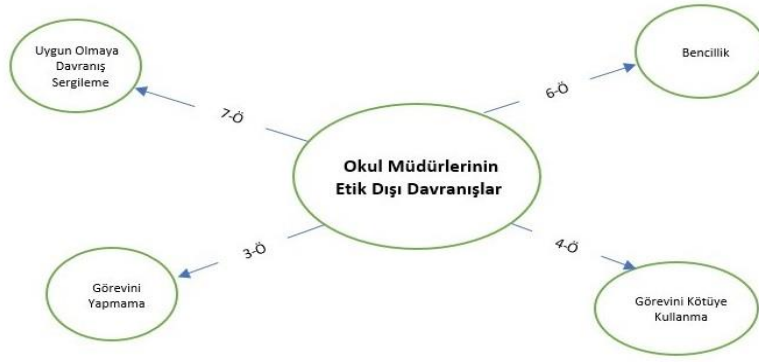 Uygun Olmaya
Davranış
Sergileme
Bencillik
7-Ö
6-Ö
Okul Müdürlerinin
Etik Dışı Davranışlar
3-Ö
4-Ö
Görevini
Yapmama
Görevini Kötüye
Kullanma